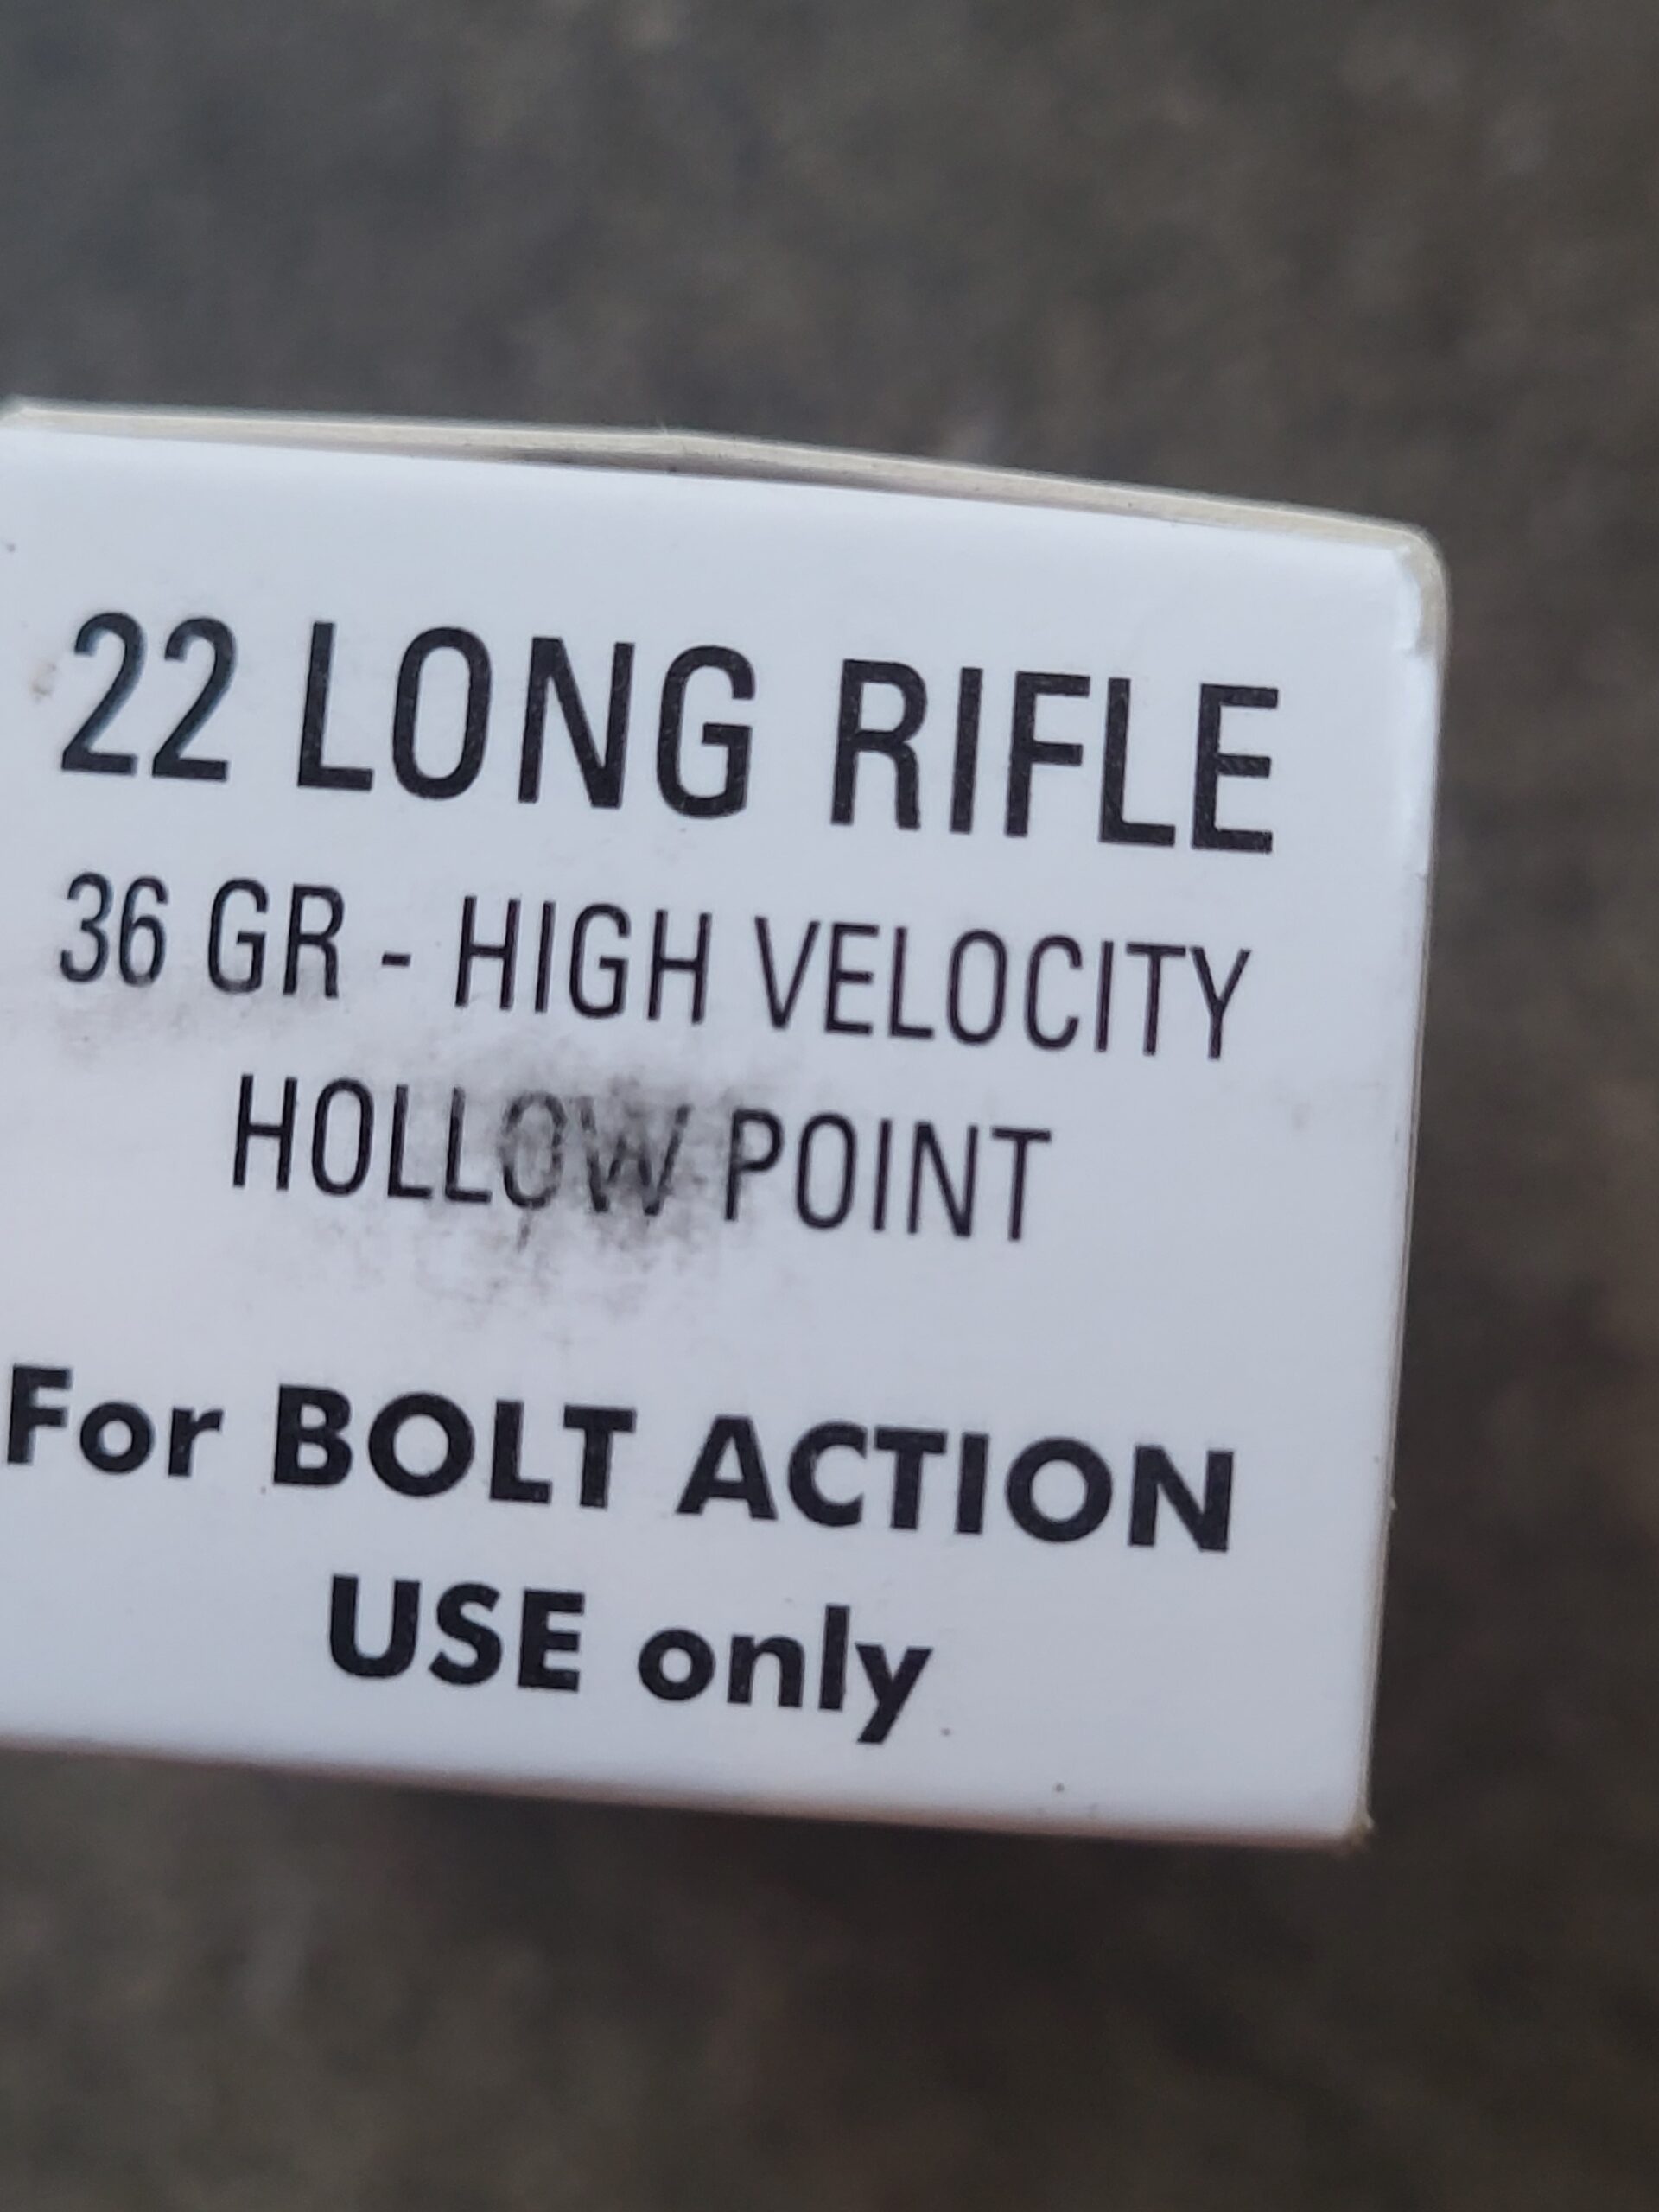 22 LONG RIFLE
36 GR - HIGH VELOCITY
HOLLOW POINT
For BOLT ACTION
USE only